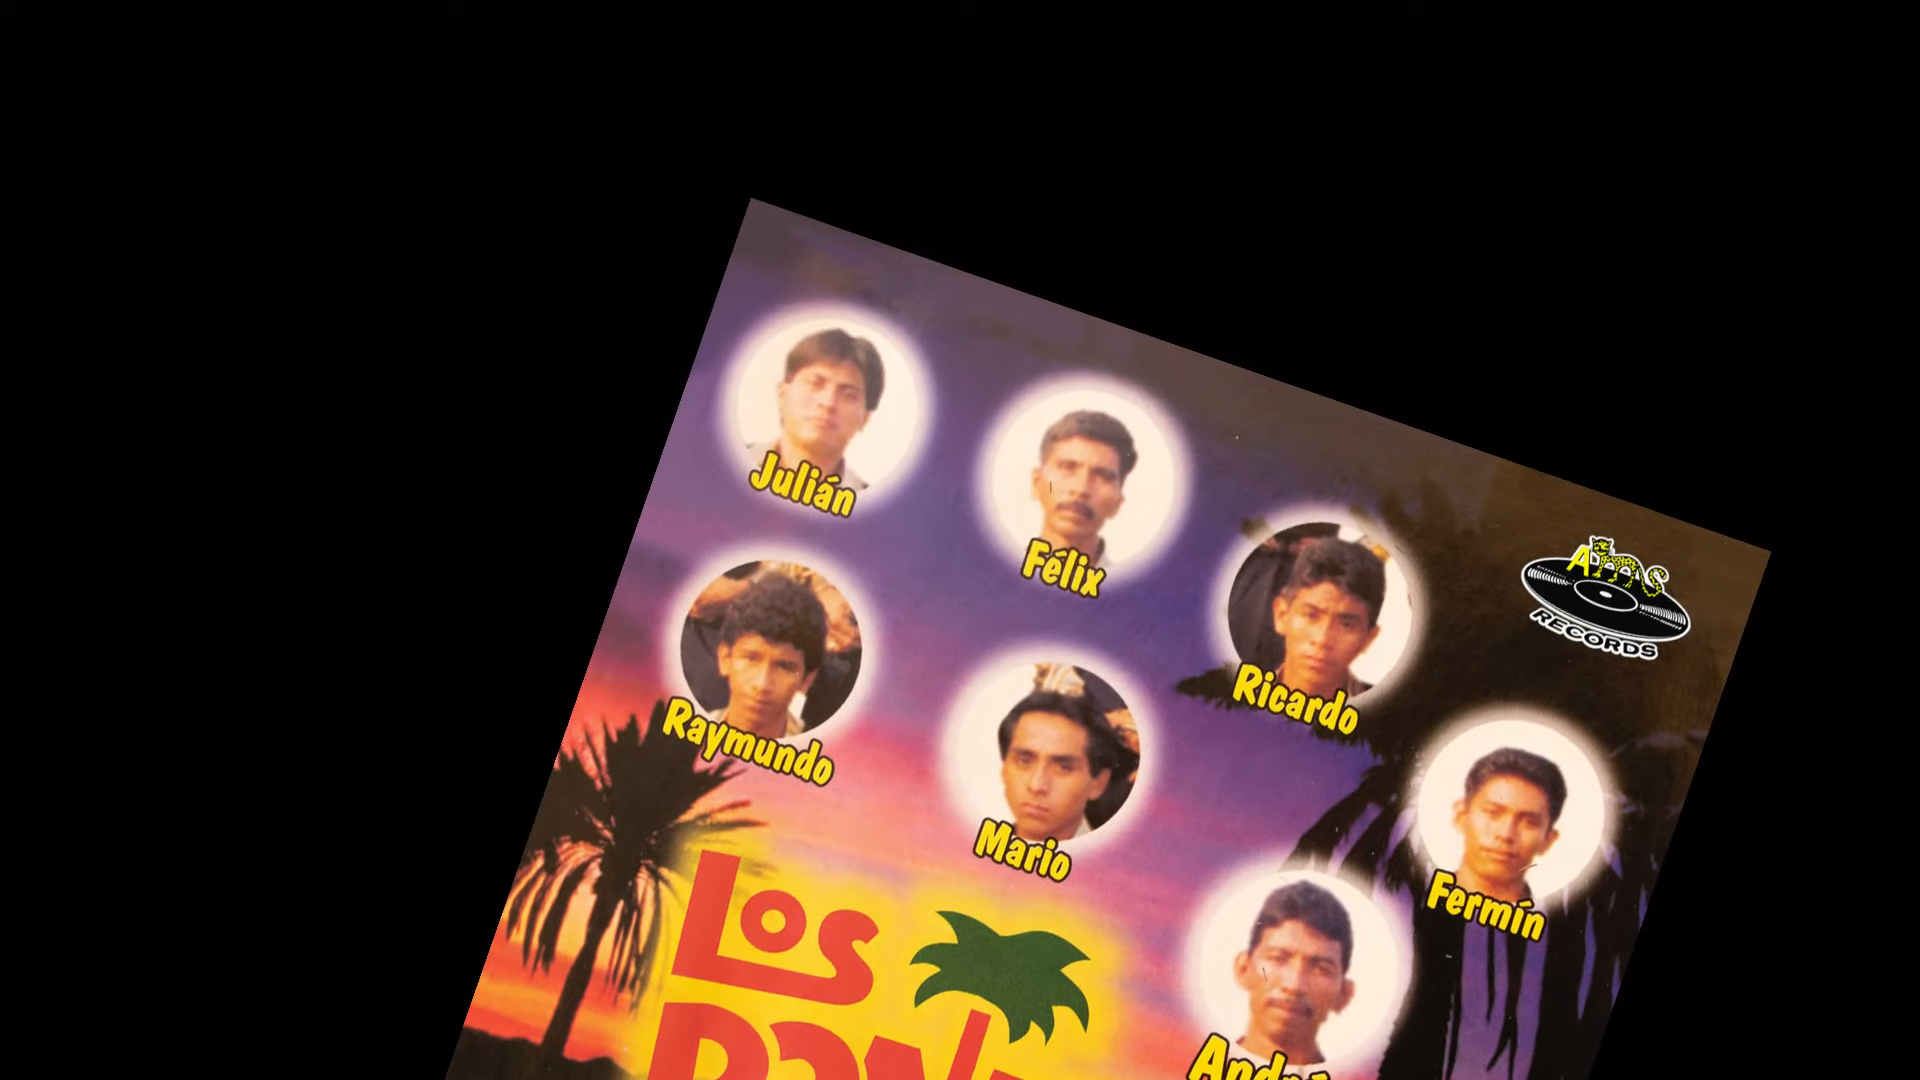 Julián
Félix
Ricardo
RECORDS
Raymundo
Mario
Fermín
LOS